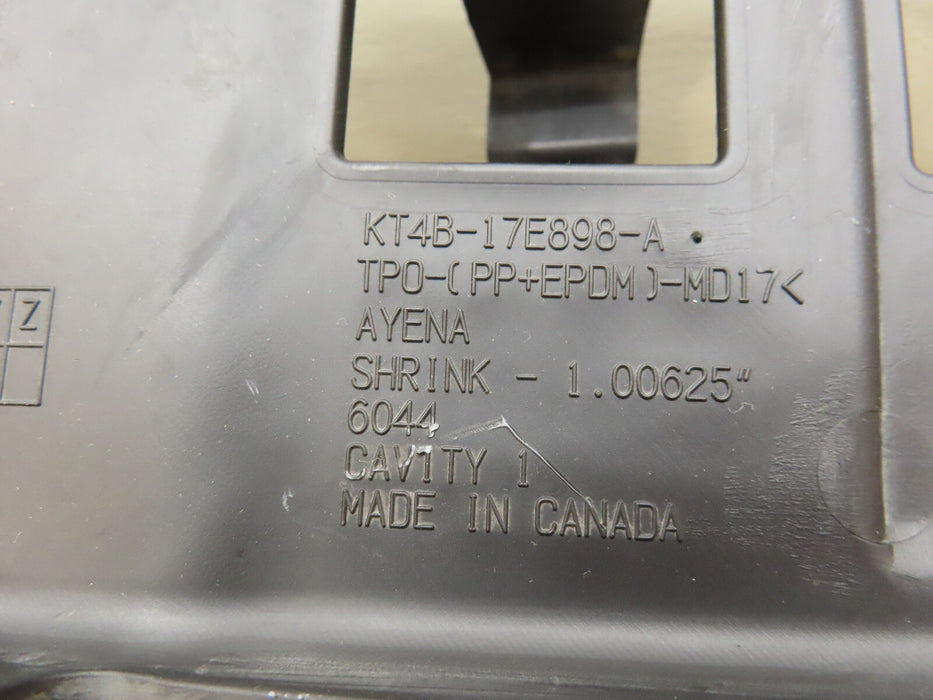 KT4B-17E898-A
TPO-(PP+EPDM)-MD17<
AYENA
SHRINK - 1.00625"
6044
CAVITY 1
MADE IN CANADA
Z